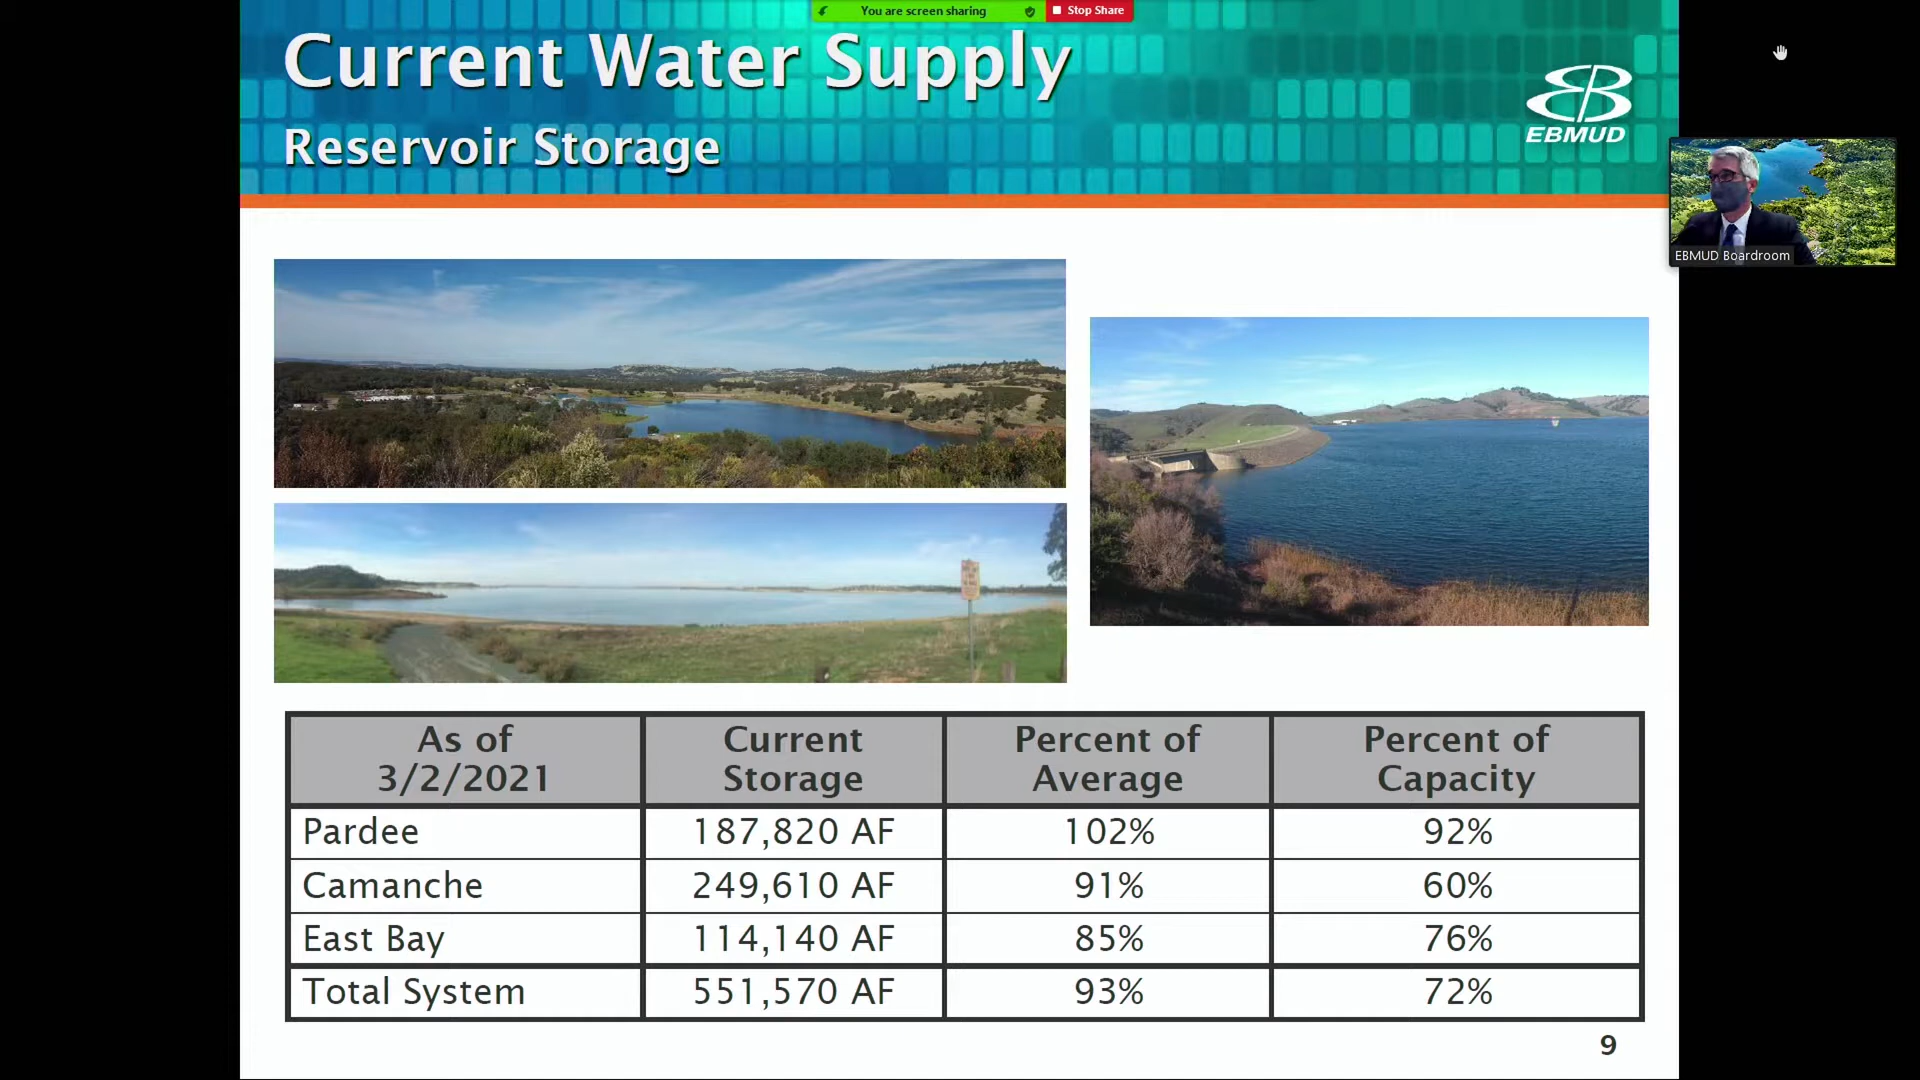 You are screen sharing
Stop Share
Current Water Supply
Reservoir Storage
EBMUD
EBMUD Boardroom
As of 3/2/2021
Current Storage
Percent of Average
Percent of Capacity
Pardee
187,820 AF
102%
92%
Camanche
249,610 AF
91%
60%
East Bay
114,140 AF
85%
76%
Total System
551,570 AF
93%
72%
9